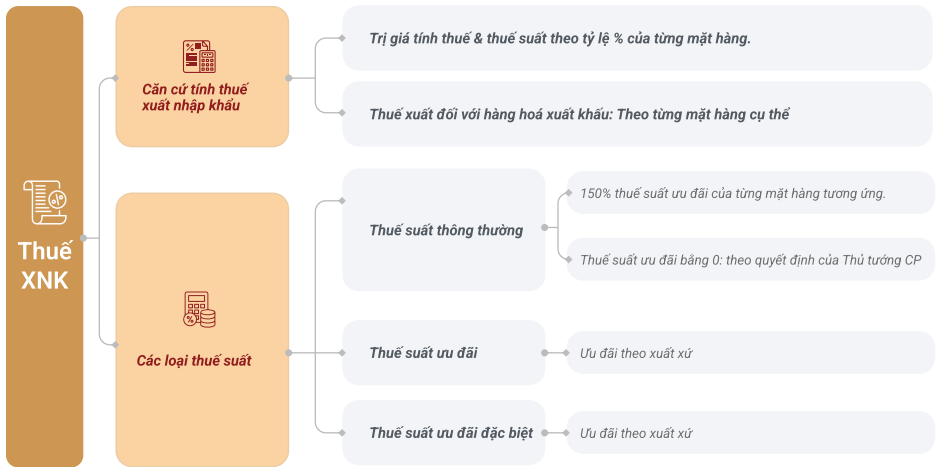 Thuế
XNK
Căn cứ tính thuế
xuất nhập khẩu
Trị giá tính thuế & thuế suất theo tỷ lệ % của từng mặt hàng.
Thuế xuất đối với hàng hoá xuất khẩu: Theo từng mặt hàng cụ thể
Các loại thuế suất
Thuế suất thông thường
150% thuế suất ưu đãi của từng mặt hàng tương ứng.
Thuế suất ưu đãi bằng 0: theo quyết định của Thủ tướng CP
Thuế suất ưu đãi
Ưu đãi theo xuất xứ
Thuế suất ưu đãi đặc biệt
Ưu đãi theo xuất xứ